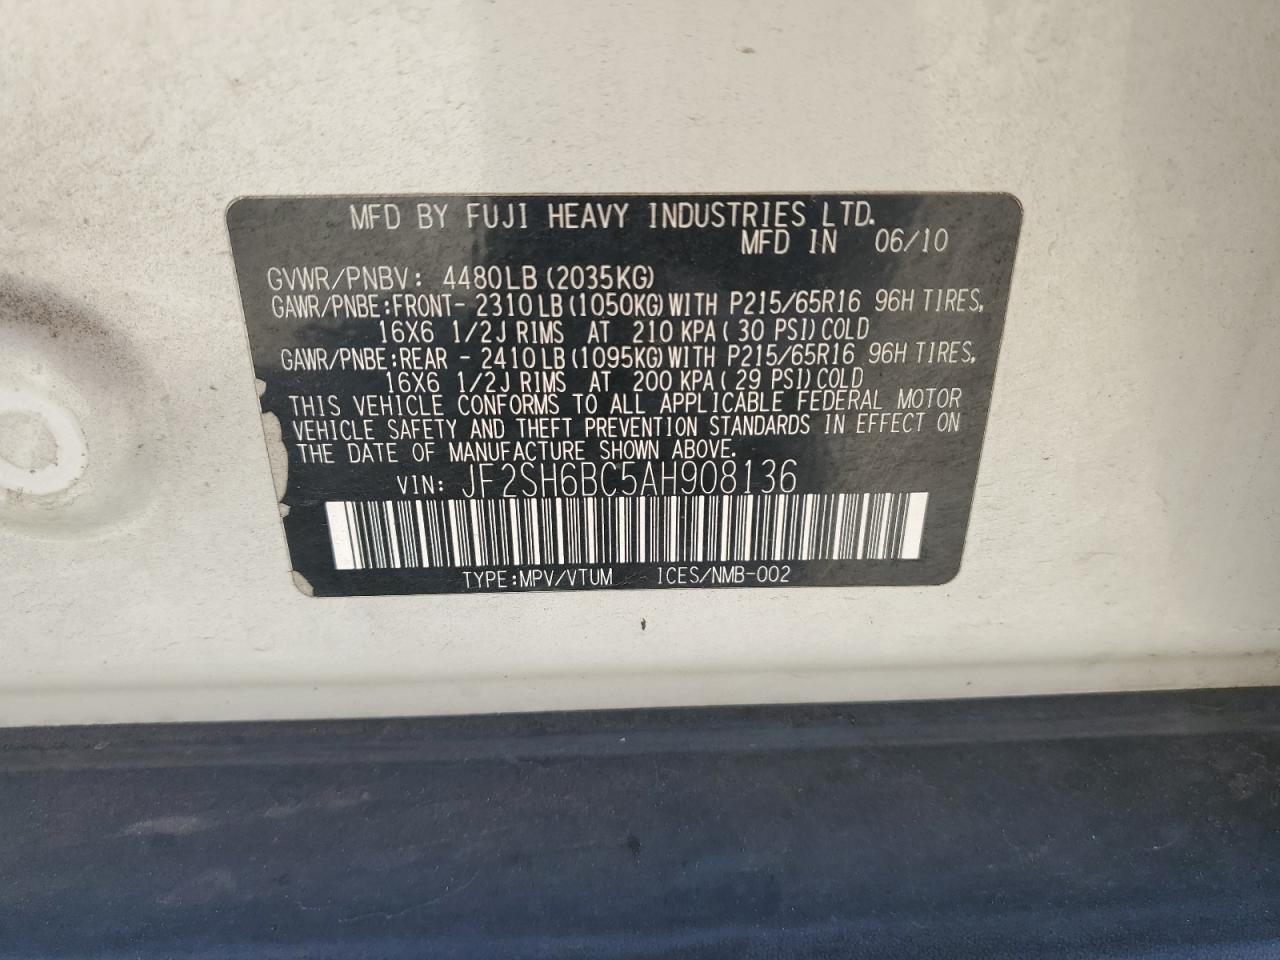 MFD BY FUJI HEAVY INDUSTRIES LTD.
MFD IN 06/10
GVWR/PNBV: 4480LB (2035KG)
GAWR/PNBE:FRONT- 2310LB (1050KG) WITH P215/65R16 96H TIRES,
16X6 1/2J RIMS AT 210 KPA ( 30 PSI) COLD
GAWR/PNBE:REAR - 2410LB (1095KG) WITH P215/65R16 96H TIRES,
16X6 1/2J RIMS AT 200 KPA ( 29 PSI) COLD
THIS VEHICLE CONFORMS TO ALL APPLICABLE FEDERAL MOTOR
VEHICLE SAFETY AND THEFT PREVENTION STANDARDS IN EFFECT ON
THE DATE OF MANUFACTURE SHOWN ABOVE.
VIN: JF2SH6BC5AH908136
TYPE:MPV/VTUM ICES/NMB-002